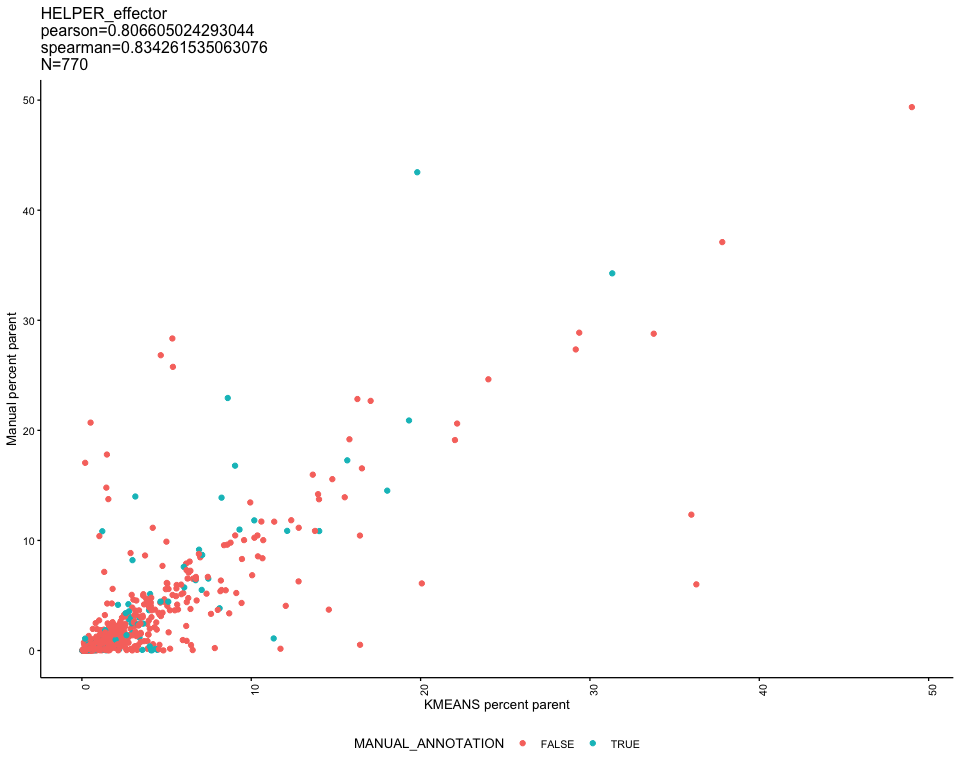 HELPER_effector
pearson=0.806605024293044
spearman=0.834261535063076
N=770
50
40
30
20
10
0
Manual percent parent
0
10
20
30
40
50
KMEANS percent parent
MANUAL_ANNOTATION FALSE TRUE